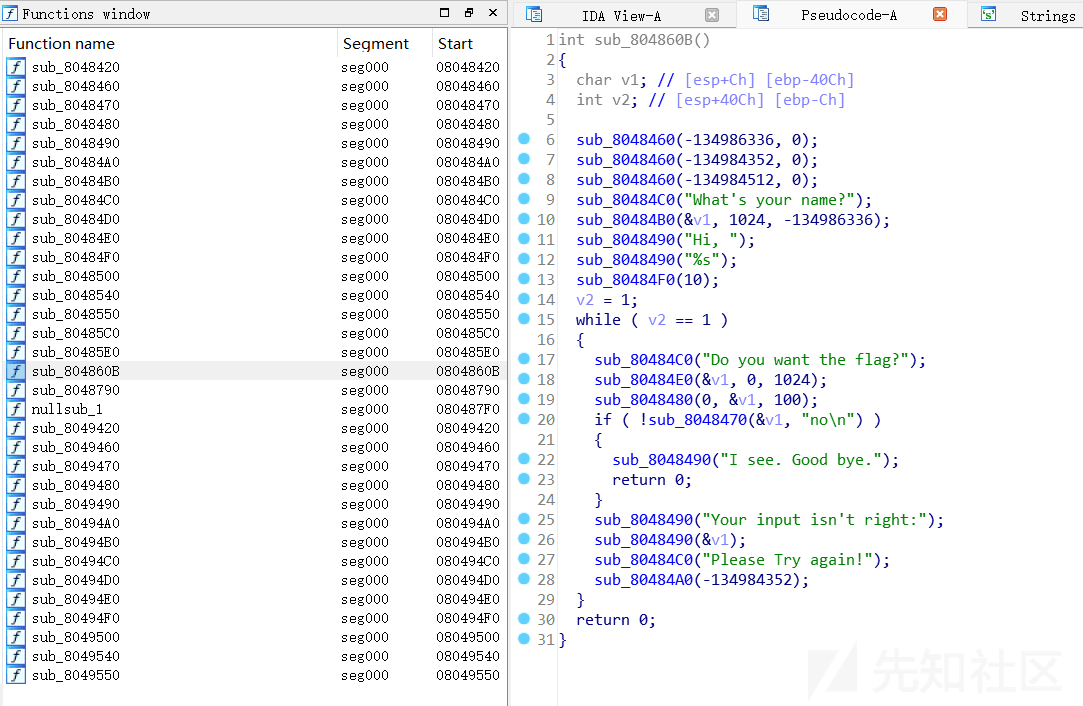 Functions window
Function name Segment Start
sub_8048420 seg000 08048420
sub_8048460 seg000 08048460
sub_8048470 seg000 08048470
sub_8048480 seg000 08048480
sub_8048490 seg000 08048490
sub_80484A0 seg000 080484A0
sub_80484B0 seg000 080484B0
sub_80484C0 seg000 080484C0
sub_80484D0 seg000 080484D0
sub_80484E0 seg000 080484E0
sub_80484F0 seg000 080484F0
sub_8048500 seg000 08048500
sub_8048540 seg000 08048540
sub_8048550 seg000 08048550
sub_80485C0 seg000 080485C0
sub_80485E0 seg000 080485E0
sub_804860B seg000 0804860B
sub_8048790 seg000 08048790
nullsub_1 seg000 080487F0
sub_8049420 seg000 08049420
sub_8049460 seg000 08049460
sub_8049470 seg000 08049470
sub_8049480 seg000 08049480
sub_8049490 seg000 08049490
sub_80494A0 seg000 080494A0
sub_80494B0 seg000 080494B0
sub_80494C0 seg000 080494C0
sub_80494D0 seg000 080494D0
sub_80494E0 seg000 080494E0
sub_80494F0 seg000 080494F0
sub_8049500 seg000 08049500
sub_8049540 seg000 08049540
sub_8049550 seg000 08049550
IDA View-A Pseudocode-A Strings
1 int sub_804860B()
2 {
3 char v1; // [esp+Ch] [ebp-40Ch]
4 int v2; // [esp+40Ch] [ebp-Ch]
5
6 sub_8048460(-134986336, 0);
7 sub_8048460(-134984352, 0);
8 sub_8048460(-134984512, 0);
9 sub_80484C0("What's your name?");
10 sub_80484B0(&v1, 1024, -134986336);
11 sub_8048490("Hi, ");
12 sub_8048490("%s");
13 sub_80484F0(10);
14 v2 = 1;
15 while ( v2 == 1 )
16 {
17 sub_80484C0("Do you want the flag?");
18 sub_80484E0(&v1, 0, 1024);
19 sub_8048480(0, &v1, 100);
20 if ( !sub_8048470(&v1, "no\n") )
21 {
22 sub_8048490("I see. Good bye.");
23 return 0;
24 }
25 sub_8048490("Your input isn't right:");
26 sub_8048490(&v1);
27 sub_80484C0("Please Try again!");
28 sub_80484A0(-134984352);
29 }
30 return 0;
31 }
先知社区